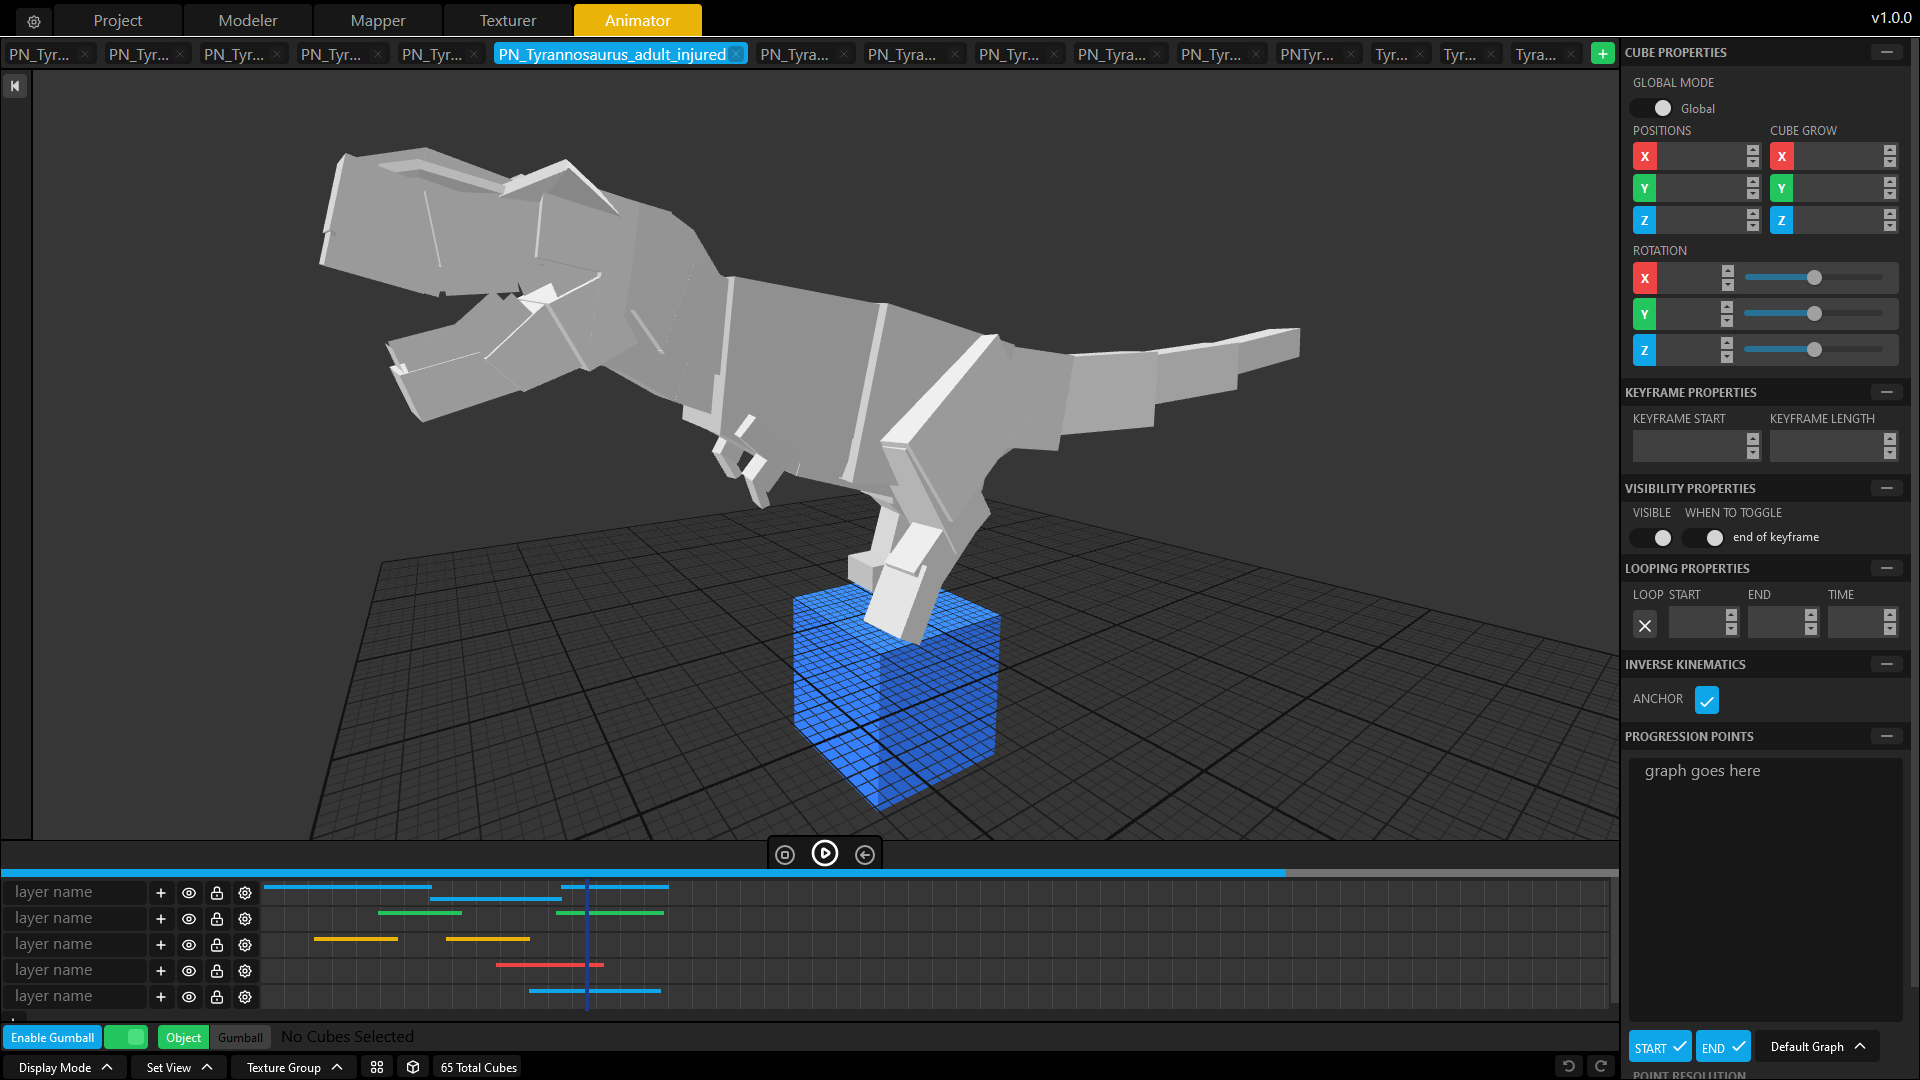 Project Modeler Mapper Texturer Animator v1.0.0
PN_Tyr... PN_Tyr... PN_Tyr... PN_Tyr... PN_Tyr... PN_Tyrannosaurus_adult_injured PN_Tyra... PN_Tyra... PN_Tyr... PN_Tyra... PN_Tyr... PNTyr... Tyr... Tyr... Tyra...
CUBE PROPERTIES
GLOBAL MODE
Global
POSITIONS CUBE GROW
X X
Y Y
Z Z
ROTATION
X
Y
Z
KEYFRAME PROPERTIES
KEYFRAME START KEYFRAME LENGTH
VISIBILITY PROPERTIES
VISIBLE WHEN TO TOGGLE
end of keyframe
LOOPING PROPERTIES
LOOP START END TIME
INVERSE KINEMATICS
ANCHOR
PROGRESSION POINTS
graph goes here
START END Default Graph
POINT RESOLUTION
layer name
layer name
layer name
layer name
layer name
Enable Gumball Object Gumball No Cubes Selected
Display Mode Set View Texture Group 65 Total Cubes